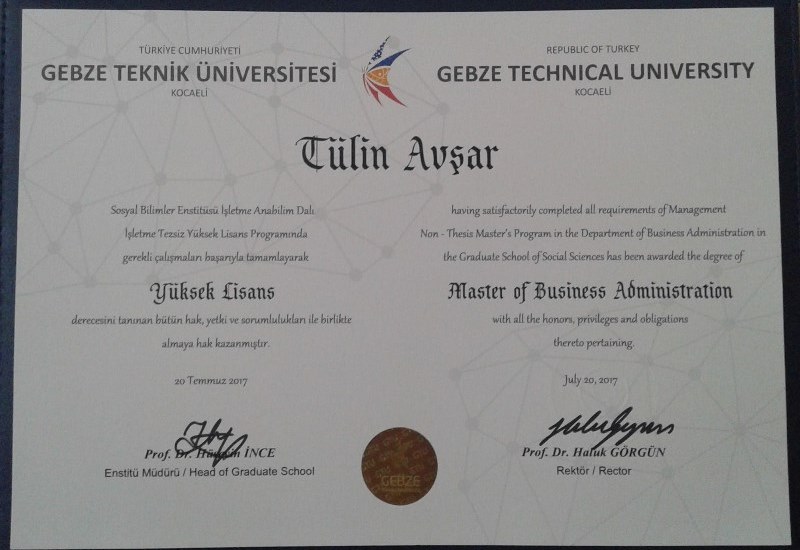 TÜRKİYE CUMHURİYETİ
GEBZE TEKNİK ÜNİVERSİTESİ
KOCAELİ
REPUBLIC OF TURKEY
GEBZE TECHNICAL UNIVERSITY
KOCAELİ
Tülin Avşar
Sosyal Bilimler Enstitüsü İşletme Anabilim Dalı
İşletme Tezsiz Yüksek Lisans Programında
gerekli çalışmaları başarıyla tamamlayarak
Yüksek Lisans
derecesini tanınan bütün hak, yetki ve sorumlulukları ile birlikte
almaya hak kazanmıştır.
20 Temmuz 2017
having satisfactorily completed all requirements of Management
Non - Thesis Master's Program in the Department of Business Administration in
the Graduate School of Social Sciences has been awarded the degree of
Master of Business Administration
with all the honors, privileges and obligations
thereto pertaining.
July 20, 2017
Prof. Dr. Hüseyin İNCE
Enstitü Müdürü / Head of Graduate School
GEBZE
Prof. Dr. Haluk GÖRGÜN
Rektör / Rector